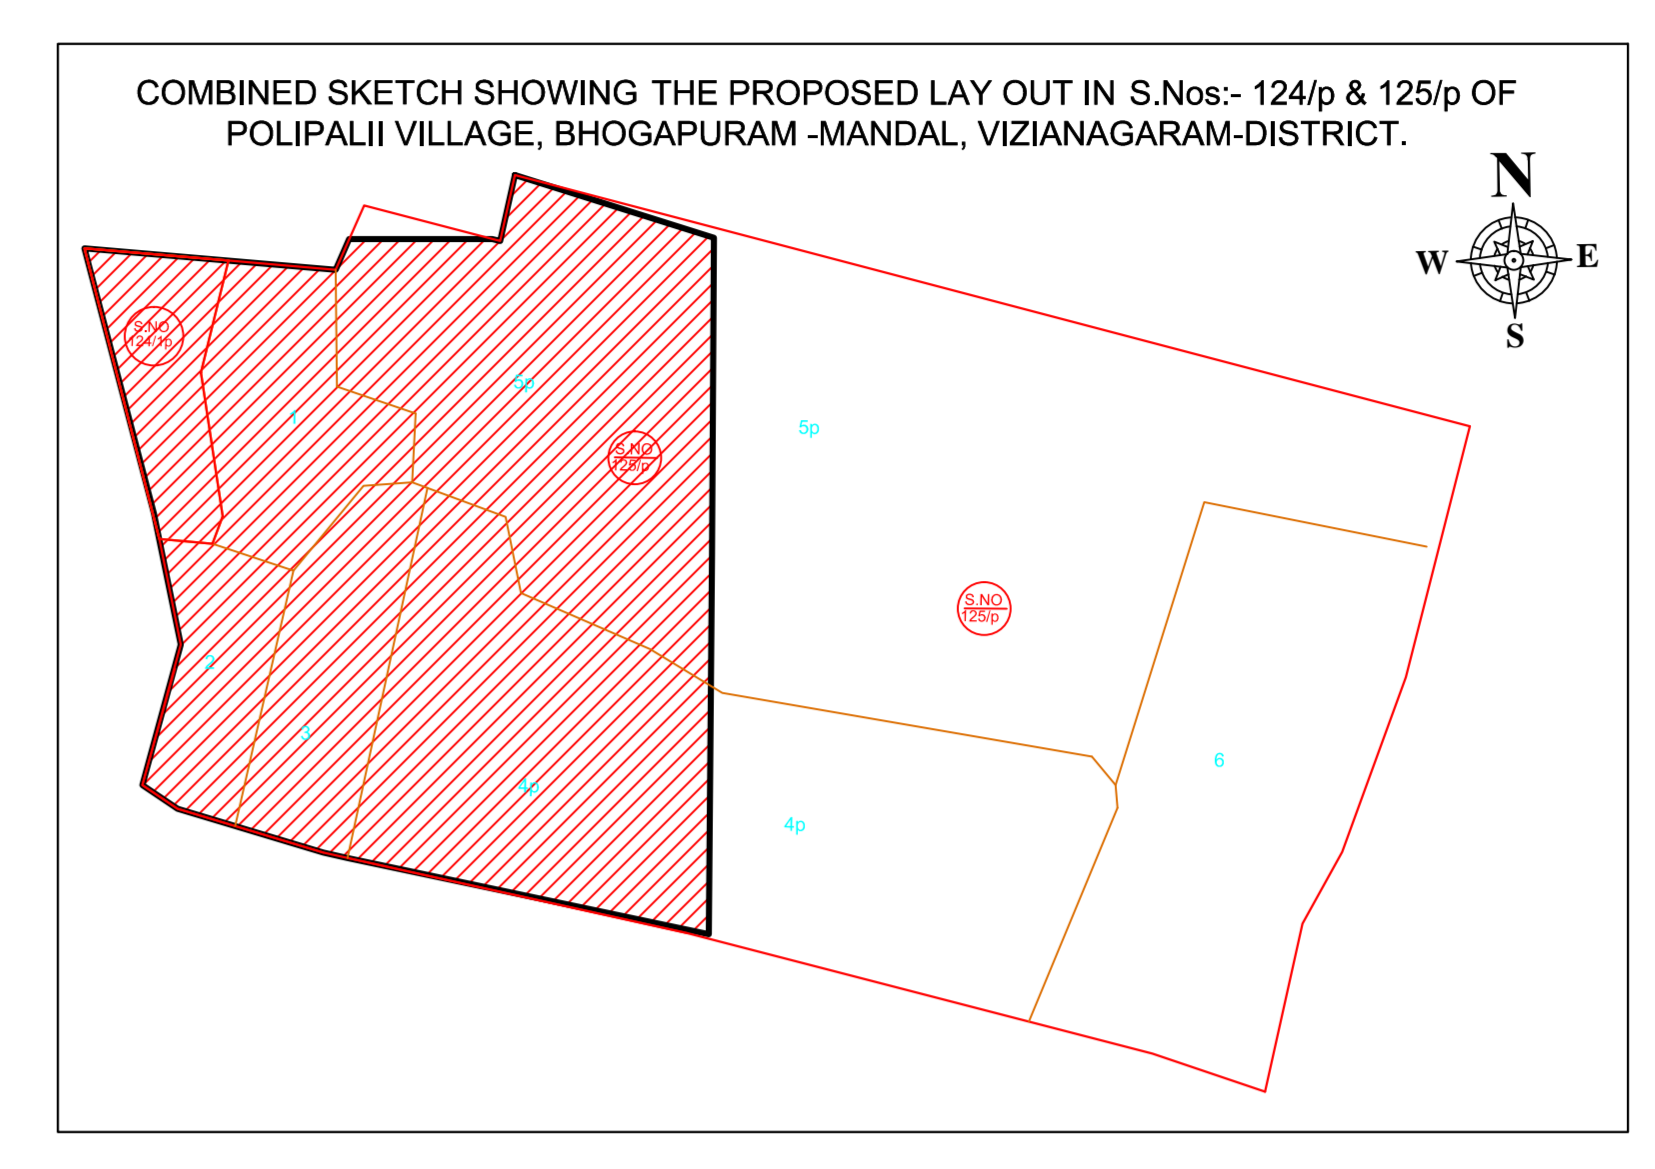 COMBINED SKETCH SHOWING THE PROPOSED LAY OUT IN S.Nos:- 124/p & 125/p OF
POLIPALII VILLAGE, BHOGAPURAM -MANDAL, VIZIANAGARAM-DISTRICT.
N
W
E
S
S.NO
124/1p
1
5p
5p
S.NO
125/p
S.NO
125/p
2
3
4p
4p
6